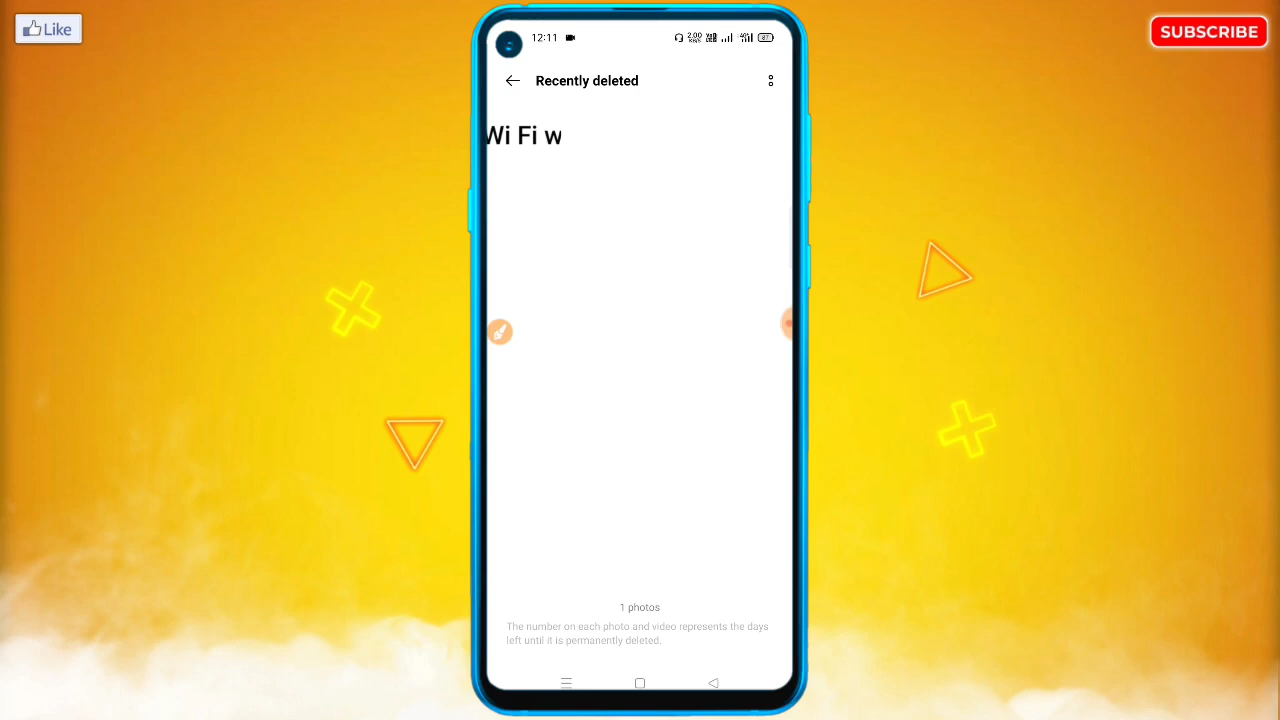 Like
SUBSCRIBE
12:11
Recently deleted
Wi Fi w
1 photos
The number on each photo and video represents the days
left until it is permanently deleted.